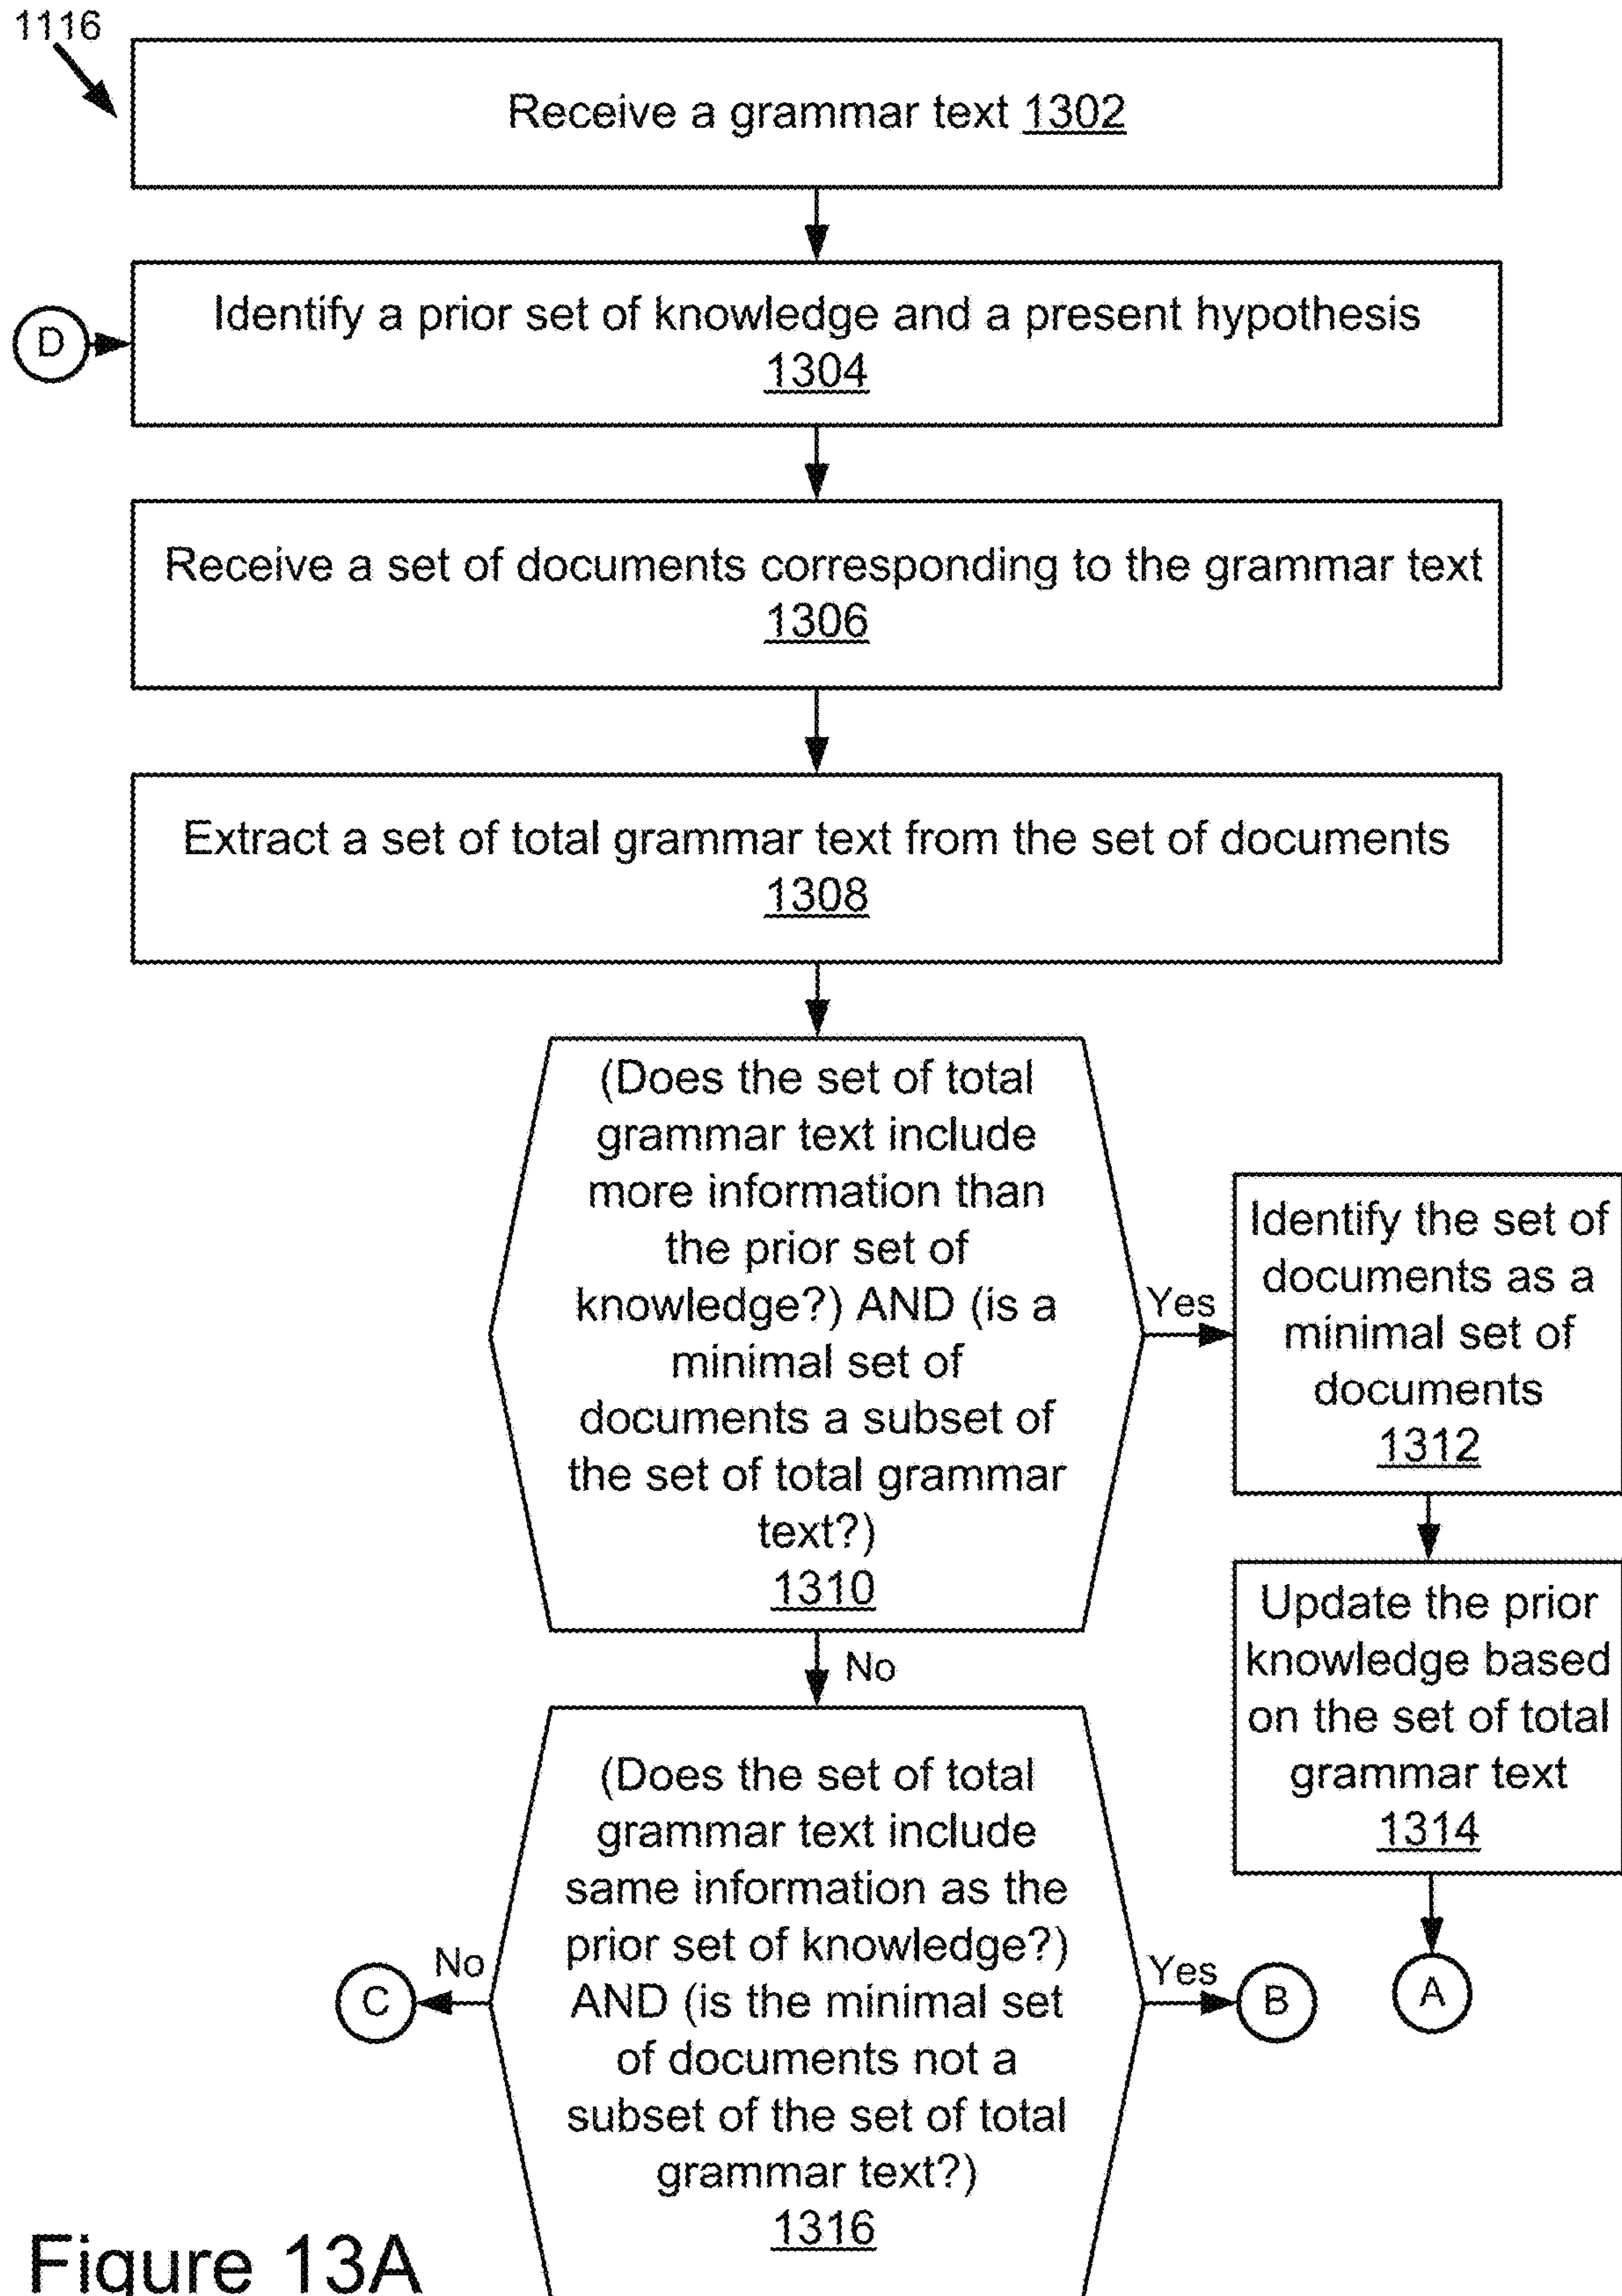 1116
Receive a grammar text 1302
D
Identify a prior set of knowledge and a present hypothesis
1304
Receive a set of documents corresponding to the grammar text
1306
Extract a set of total grammar text from the set of documents
1308
(Does the set of total
grammar text include
more information than
the prior set of
knowledge?) AND (is a
minimal set of
documents a subset of
the set of total grammar
text?)
1310
Yes
Identify the set of
documents as a
minimal set of
documents
1312
Update the prior
knowledge based
on the set of total
grammar text
1314
A
No
(Does the set of total
grammar text include
same information as the
prior set of knowledge?)
AND (is the minimal set
of documents not a
subset of the set of total
grammar text?)
1316
No
C
Yes
B
Figure 13A